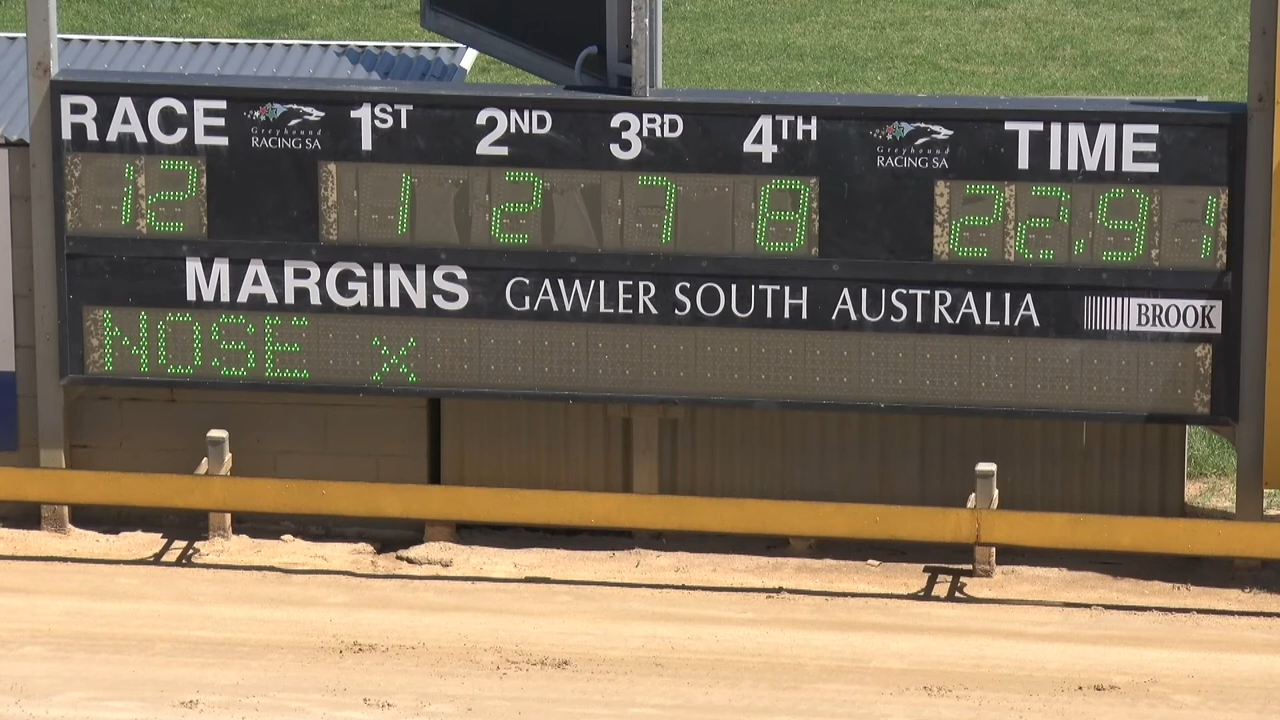 RACE Greyhound RACING SA 1ST 2ND 3RD 4TH Greyhound RACING SA TIME
12 1 2 7 8 22.91
MARGINS GAWLER SOUTH AUSTRALIA BROOK
NOSE X